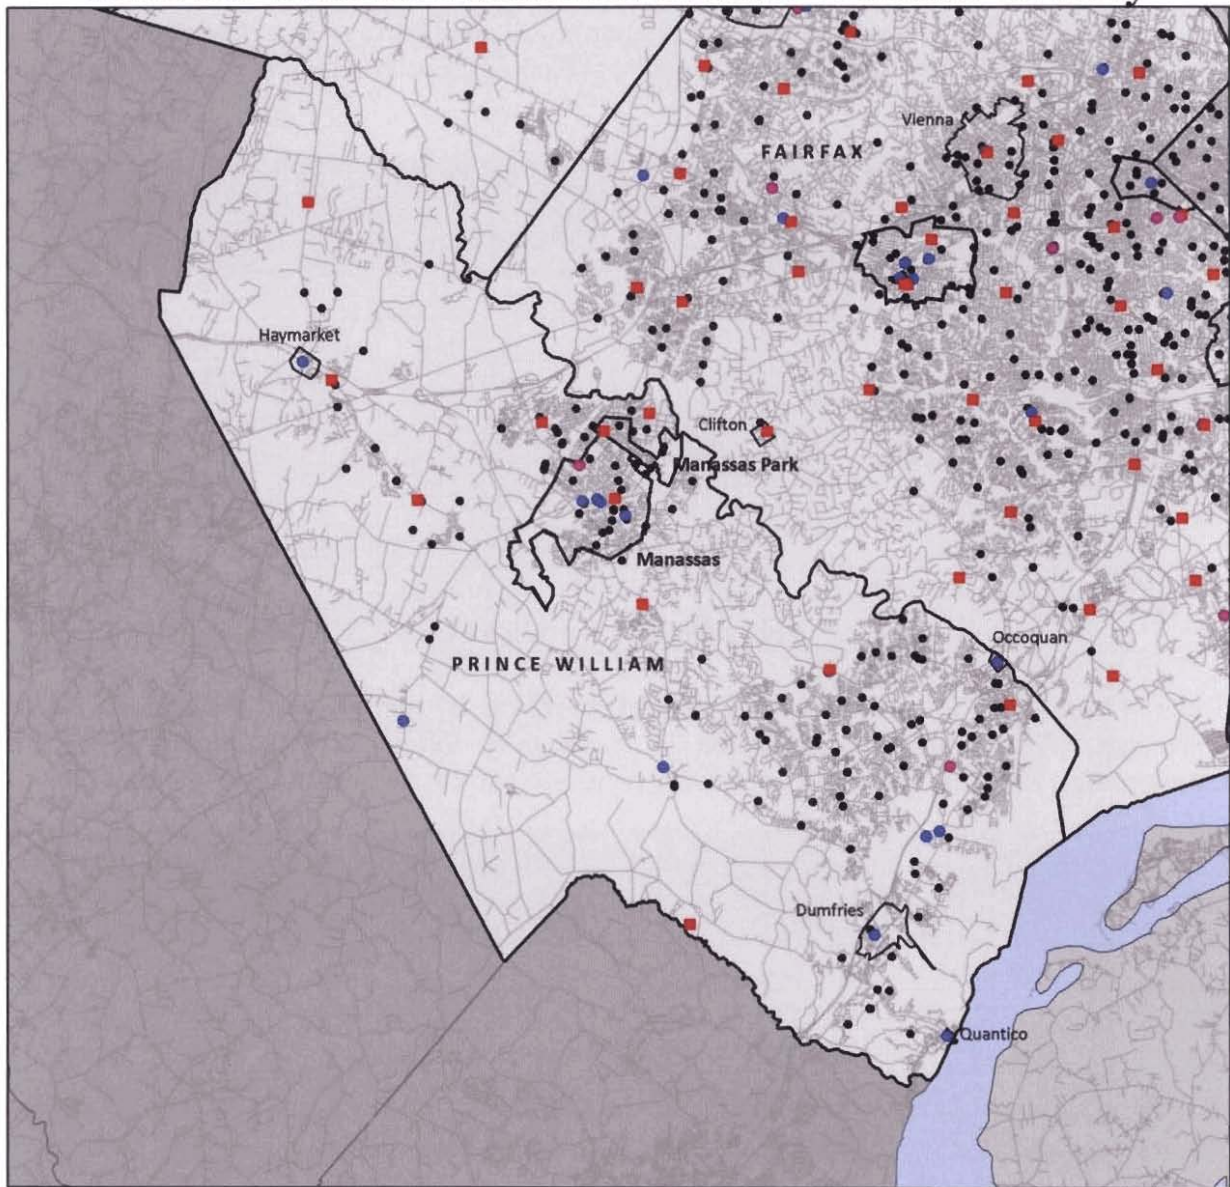 Vienna
FAIRFAX
Haymarket
Clifton
Manassas Park
Manassas
Occoquan
PRINCE WILLIAM
Dumfries
Quantico